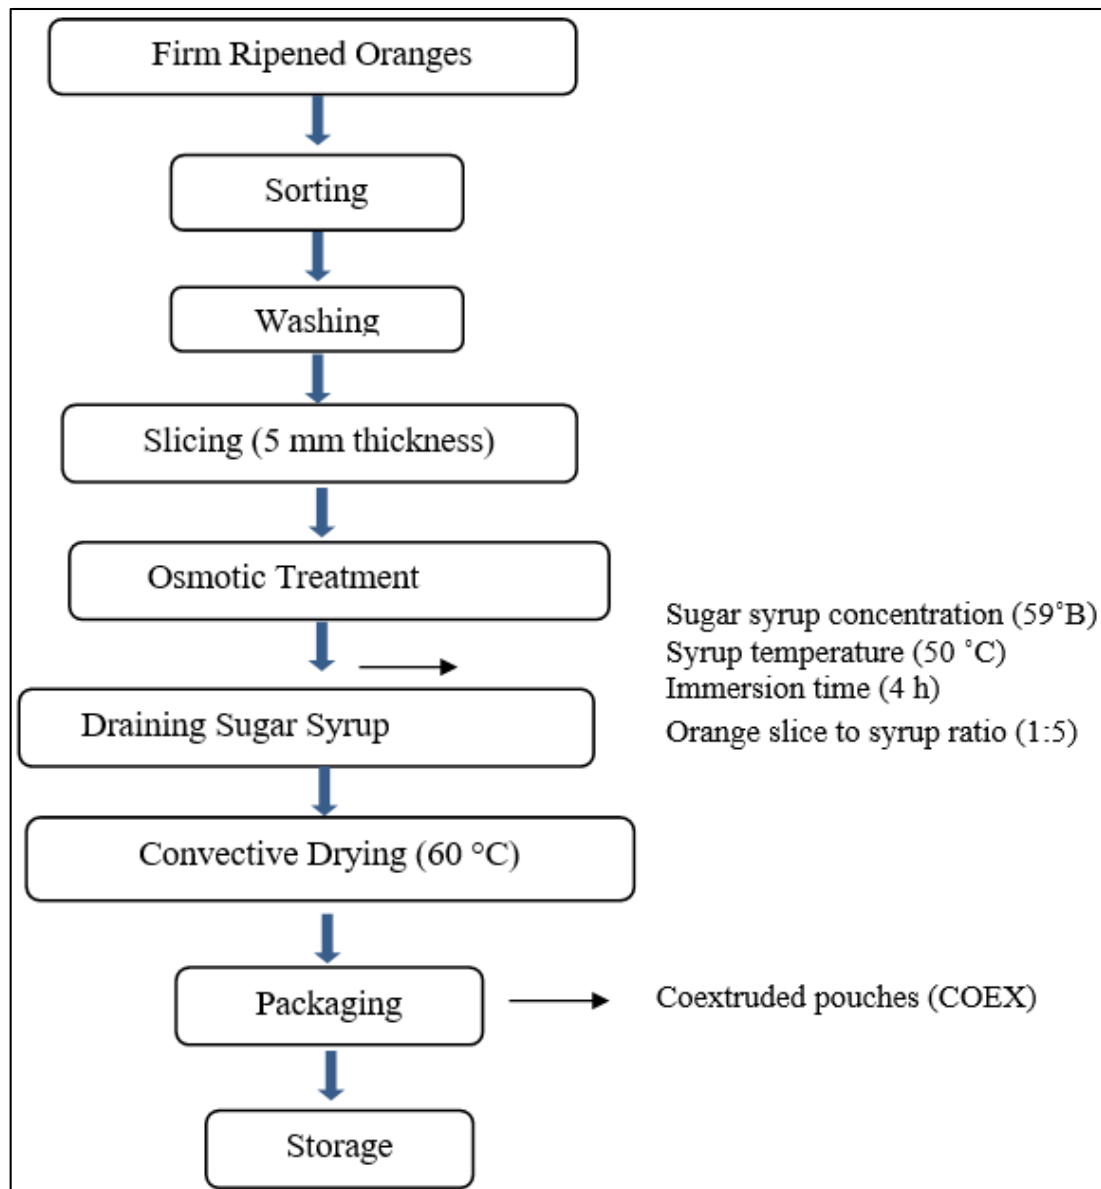 Firm Ripened Oranges
Sorting
Washing
Slicing (5 mm thickness)
Osmotic Treatment
Sugar syrup concentration (59˚B)
Syrup temperature (50 ˚C)
Immersion time (4 h)
Orange slice to syrup ratio (1:5)
Draining Sugar Syrup
Convective Drying (60 °C)
Packaging
Coextruded pouches (COEX)
Storage